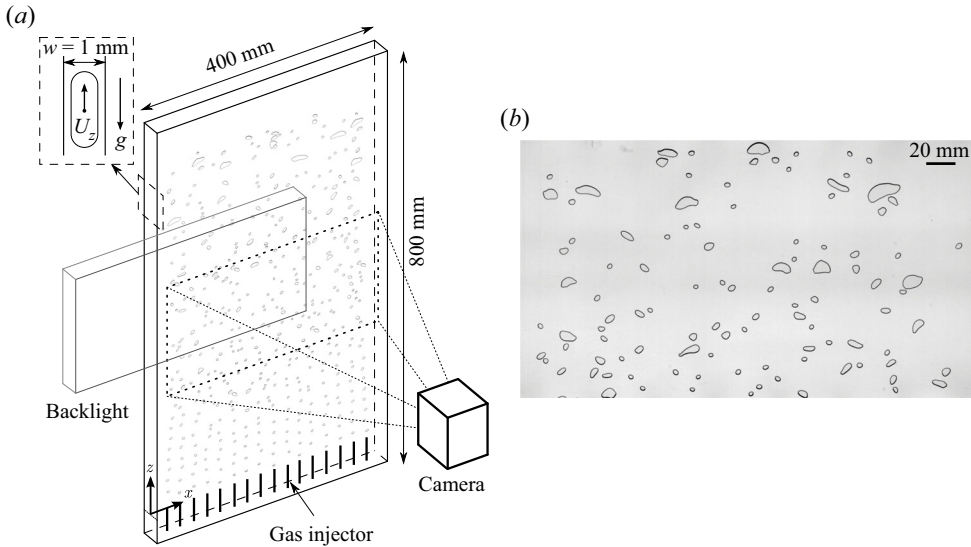 (a)
w = 1 mm
U_z
g
400 mm
800 mm
Backlight
z
x
Camera
Gas injector
(b)
20 mm